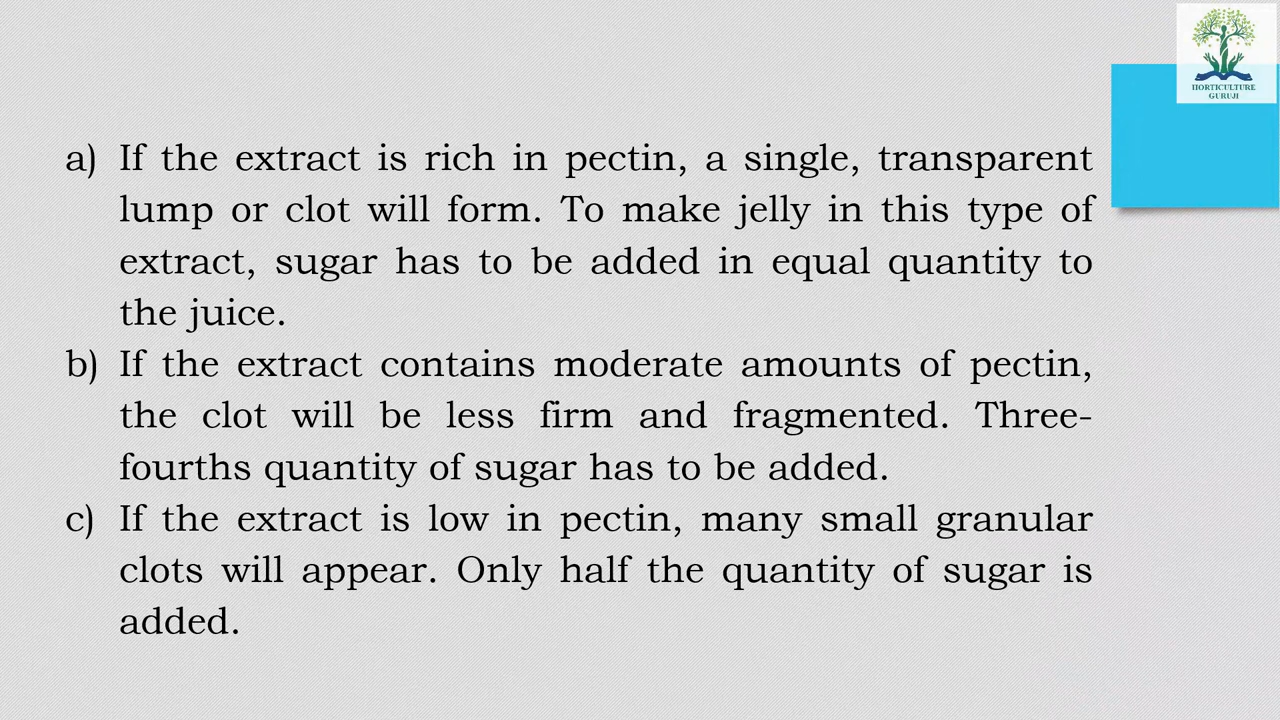 HORTICULTURE
GURUJI
a) If the extract is rich in pectin, a single, transparent
lump or clot will form. To make jelly in this type of
extract, sugar has to be added in equal quantity to
the juice.
b) If the extract contains moderate amounts of pectin,
the clot will be less firm and fragmented. Three-
fourths quantity of sugar has to be added.
c) If the extract is low in pectin, many small granular
clots will appear. Only half the quantity of sugar is
added.